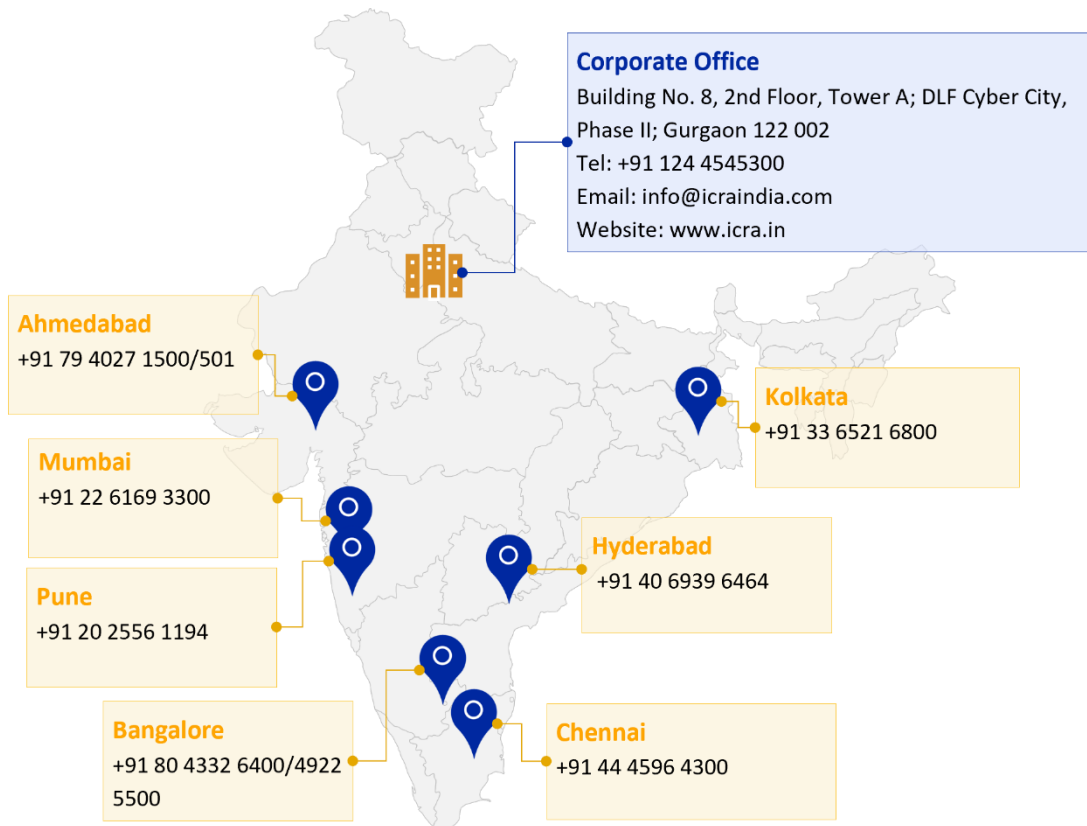 Corporate Office
Building No. 8, 2nd Floor, Tower A; DLF Cyber City,
Phase II; Gurgaon 122 002
Tel: +91 124 4545300
Email: info@icraindia.com
Website: www.icra.in
Ahmedabad
+91 79 4027 1500/501
Kolkata
+91 33 6521 6800
Mumbai
+91 22 6169 3300
Hyderabad
+91 40 6939 6464
Pune
+91 20 2556 1194
Bangalore
+91 80 4332 6400/4922
5500
Chennai
+91 44 4596 4300